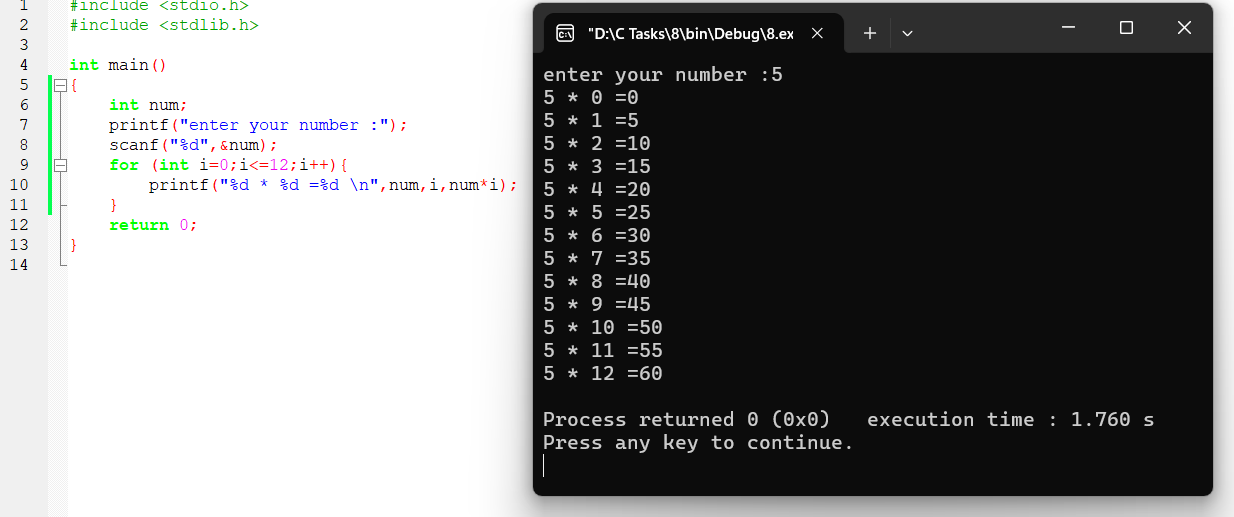 1 #include <stdio.h>
2 #include <stdlib.h>
3
4 int main()
5 {
6 int num;
7 printf("enter your number :");
8 scanf("%d",&num);
9 for (int i=0;i<=12;i++){
10 printf("%d * %d =%d \n",num,i,num*i);
11 }
12 return 0;
13 }
14
"D:\C Tasks\8\bin\Debug\8.ex
enter your number :5
5 * 0 =0
5 * 1 =5
5 * 2 =10
5 * 3 =15
5 * 4 =20
5 * 5 =25
5 * 6 =30
5 * 7 =35
5 * 8 =40
5 * 9 =45
5 * 10 =50
5 * 11 =55
5 * 12 =60
Process returned 0 (0x0)   execution time : 1.760 s
Press any key to continue.